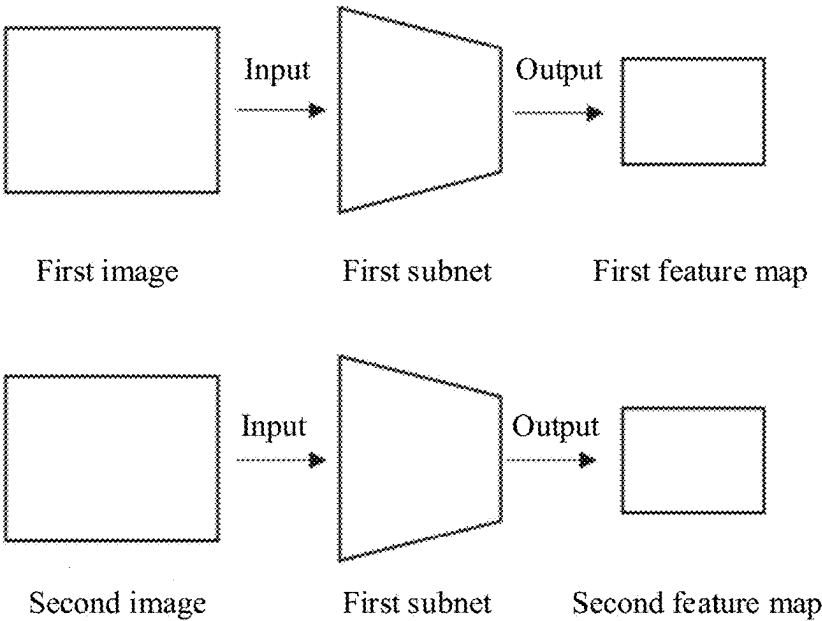 Input
Output
First image
First subnet
First feature map
Input
Output
Second image
First subnet
Second feature map